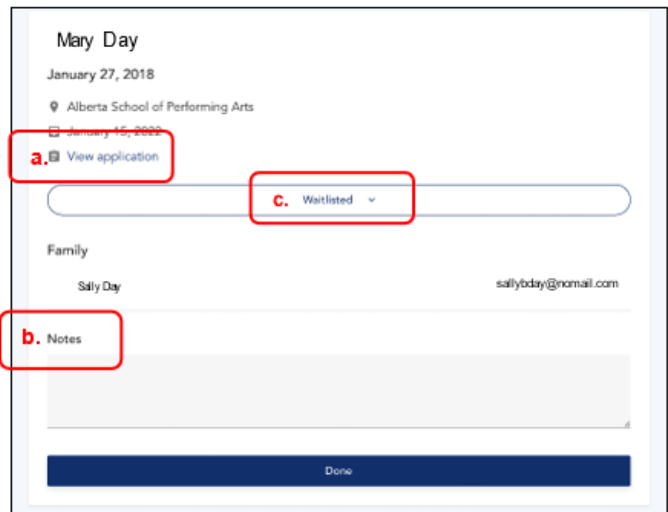 Mary Day
January 27, 2018
Alberta School of Performing Arts
January 15, 2022
a. View application
c. Waitlisted
Family
Sally Day sallybday@nomail.com
b. Notes
Done